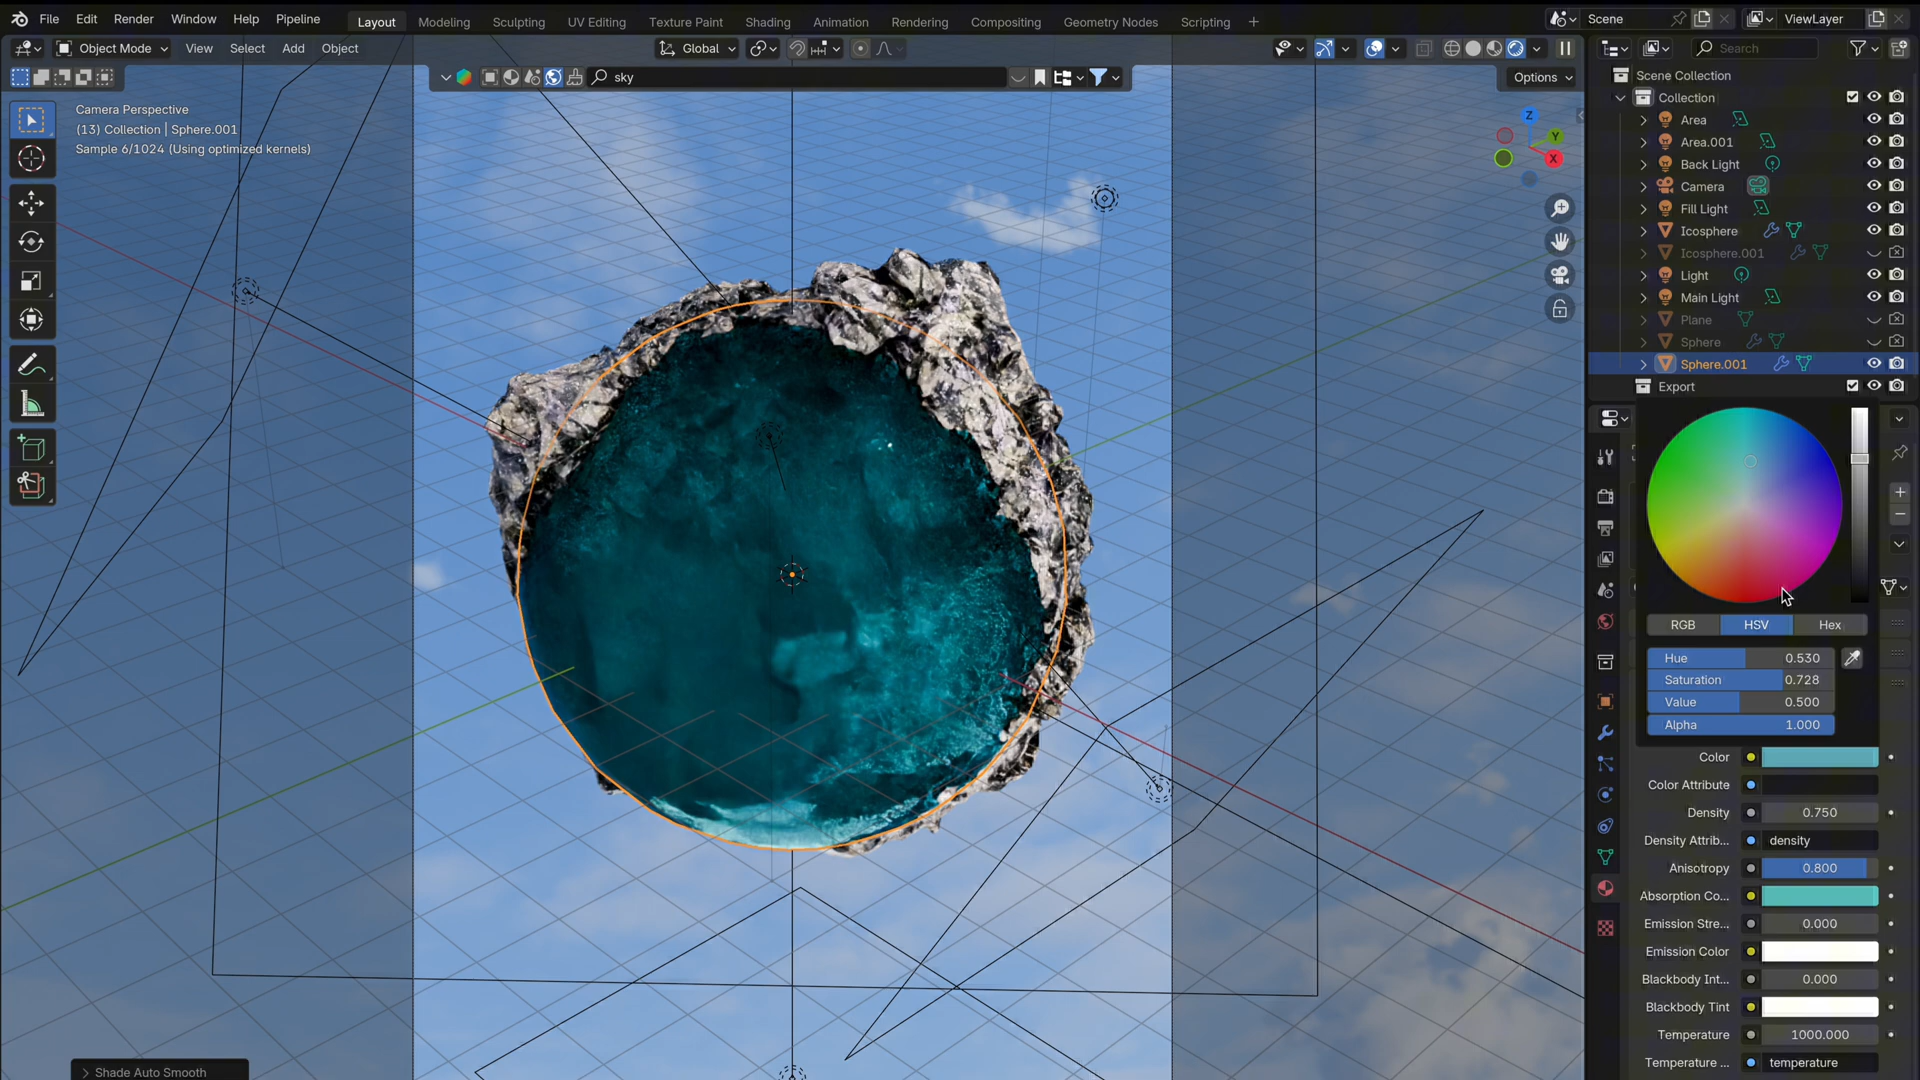 File Edit Render Window Help Pipeline Layout Modeling Sculpting UV Editing Texture Paint Shading Animation Rendering Compositing Geometry Nodes Scripting + Scene ViewLayer
Object Mode View Select Add Object Global Search
sky Options
Camera Perspective
(13) Collection | Sphere.001
Sample 6/1024 (Using optimized kernels)
Z
Y
X
Scene Collection
Collection
Area
Area.001
Back Light
Camera
Fill Light
Icosphere
Icosphere.001
Light
Main Light
Plane
Sphere
Sphere.001
Export
RGB HSV Hex
Hue 0.530
Saturation 0.728
Value 0.500
Alpha 1.000
Color
Color Attribute
Density 0.750
Density Attrib... density
Anisotropy 0.800
Absorption Co...
Emission Stre... 0.000
Emission Color
Blackbody Int... 0.000
Blackbody Tint
Temperature 1000.000
Temperature ... temperature
Shade Auto Smooth